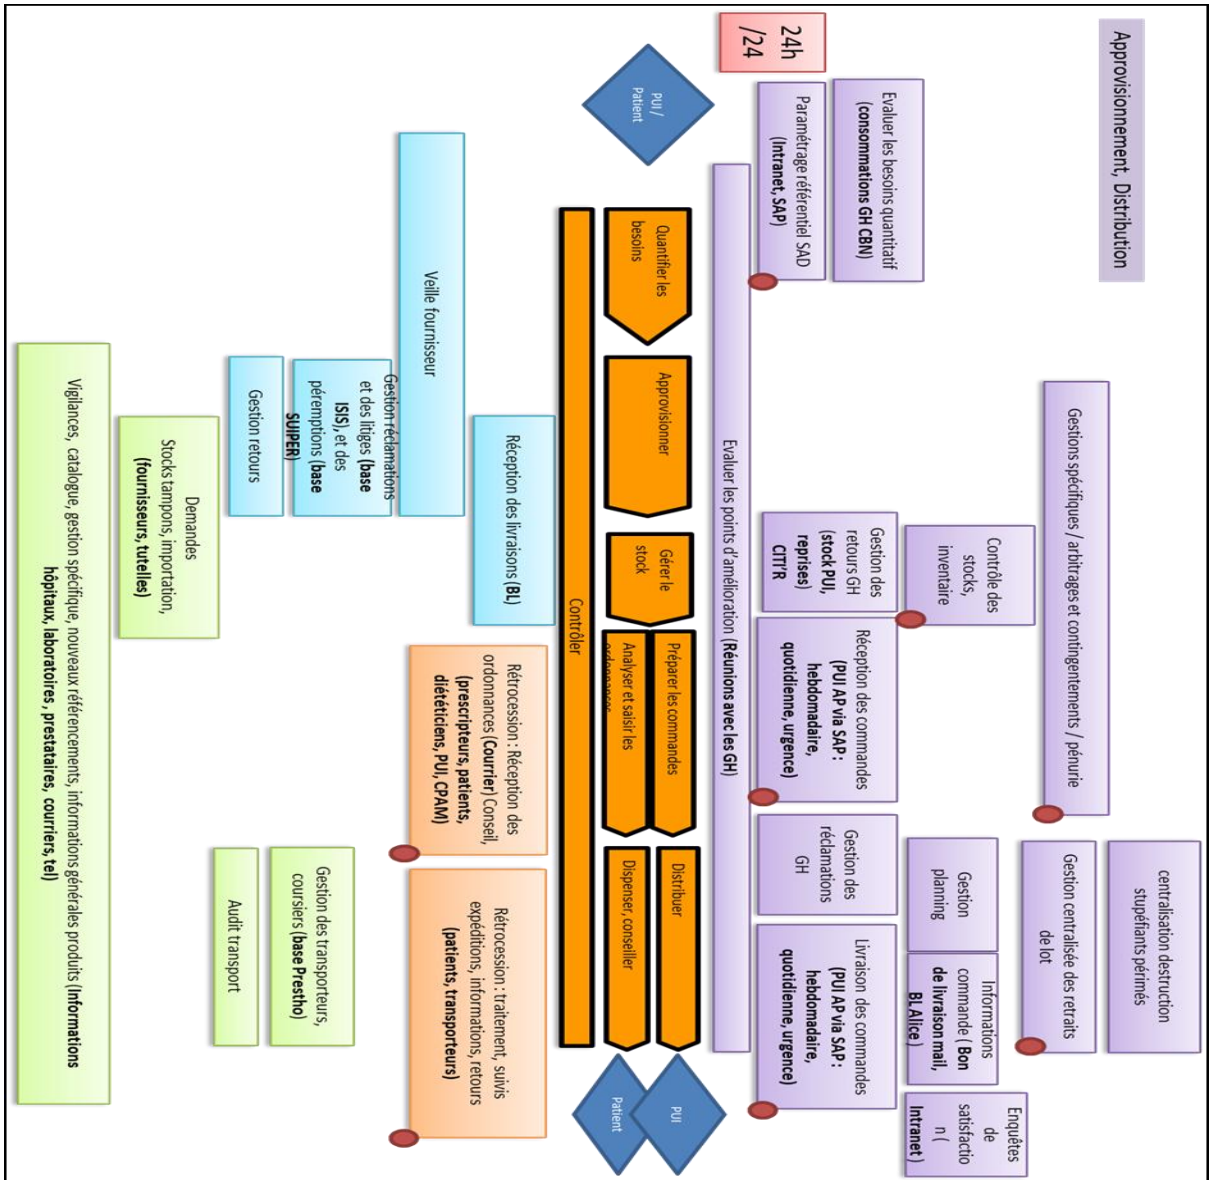 Approvisionnement, Distribution
centralisation destruction
stupéfiants périmés
Gestions spécifiques / arbitrages et contingentements / pénurie
Gestion centralisée des retraits
de lot
Contrôle des
stocks,
inventaire
Gestion
planning
Informations
commande ( Bon
de livraison mail,
BL Alice)
Enquêtes
de
satisfactio
n (
Intranet)
Evaluer les besoins quantitatif
(consommations GH CBN)
24h
/24
Paramétrage référentiel SAD
(Intranet, SAP)
Gestion des
retours GH
(stock PUI,
reprises)
CITI'R
Réception des commandes
(PUI AP via SAP :
hebdomadaire,
quotidienne, urgence)
Gestion des
réclamations
GH
Livraison des commandes
(PUI AP via SAP :
hebdomadaire,
quotidienne, urgence)
Evaluer les points d'amélioration (Réunions avec les GH)
PUI /
Patient
Quantifier les
besoins
Approvisionner
Gérer le
stock
Préparer les commandes
Analyser et saisir les
ordonnances
Distribuer
Dispenser, conseiller
PUI
Patient
Contrôler
Réception des livraisons (BL)
Rétrocession : Réception des
ordonnances (Courrier) Conseil,
(prescripteurs, patients,
diététiciens, PUI, CPAM)
Rétrocession : traitement, suivis
expéditions, informations, retours
(patients, transporteurs)
Veille fournisseur
Gestion réclamations
et des litiges (base
ISIS), et des
péremptions (base
SUIPER)
Gestion retours
Gestion des transporteurs,
coursiers (base Prestho)
Audit transport
Demandes
Stocks tampons, importation,
(fournisseurs, tutelles)
Vigilances, catalogue, gestion spécifique, nouveaux référencements, informations générales produits (Informations
hôpitaux, laboratoires , prestataires, courriers, tel)